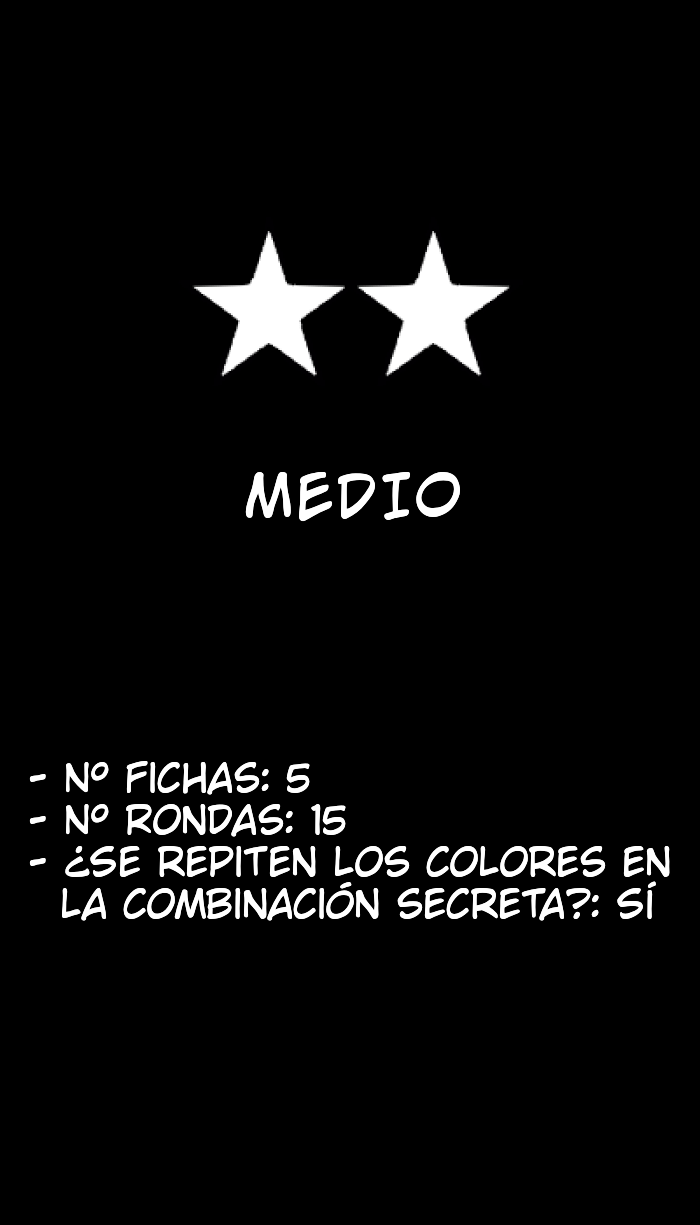 MEDIO
- Nº FICHAS: 5
- Nº RONDAS: 15
- ¿SE REPITEN LOS COLORES EN
LA COMBINACIÓN SECRETA?: SÍ